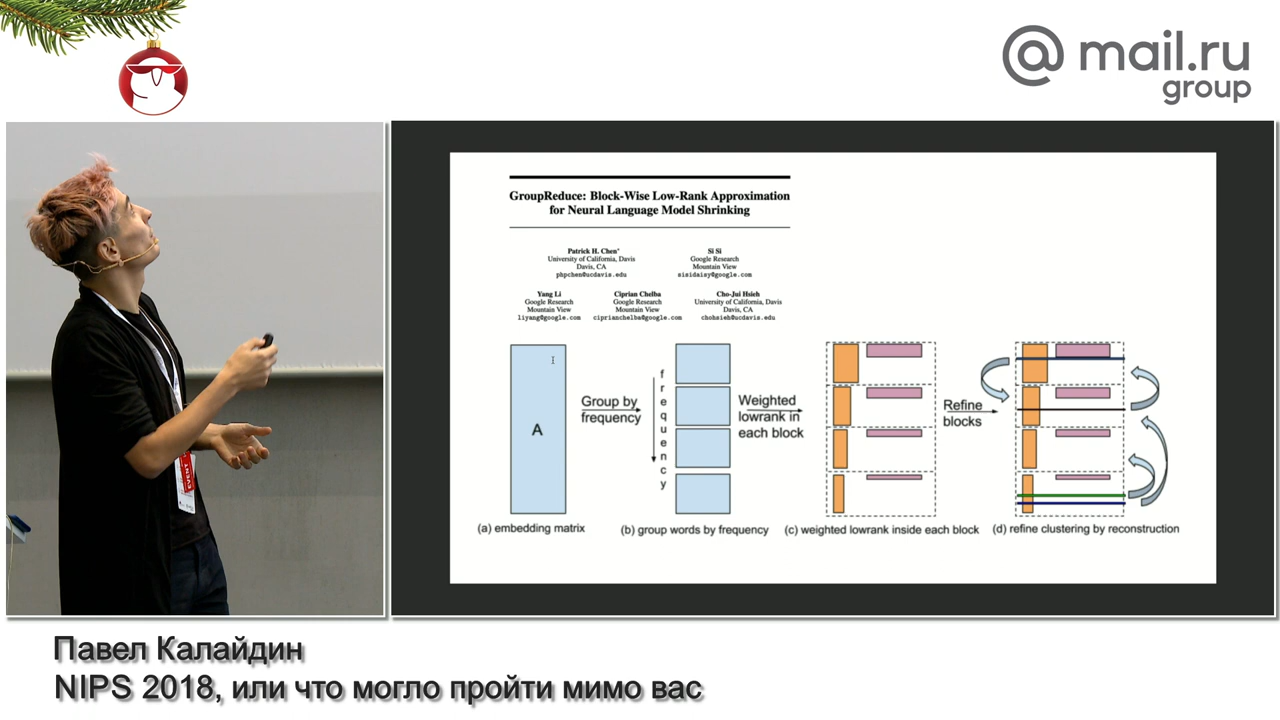 @ mail.ru
group
GroupReduce: Block-Wise Low-Rank Approximation
for Neural Language Model Shrinking
Patrick H. Chen*
University of California, Davis
Davis, CA
phpchen@ucdavis.edu
Si Si
Google Research
Mountain View
sisidaisy@google.com
Yang Li
Google Research
Mountain View
liyang@google.com
Ciprian Chelba
Google Research
Mountain View
ciprianchelba@google.com
Cho-Jui Hsieh
University of California, Davis
Davis, CA
chohsieh@ucdavis.edu
A
Group by
frequency
frequency
Weighted
lowrank in
each block
Refine
blocks
(a) embedding matrix
(b) group words by frequency
(c) weighted lowrank inside each block
(d) refine clustering by reconstruction
EVENT
Павел Калайдин
NIPS 2018, или что могло пройти мимо вас